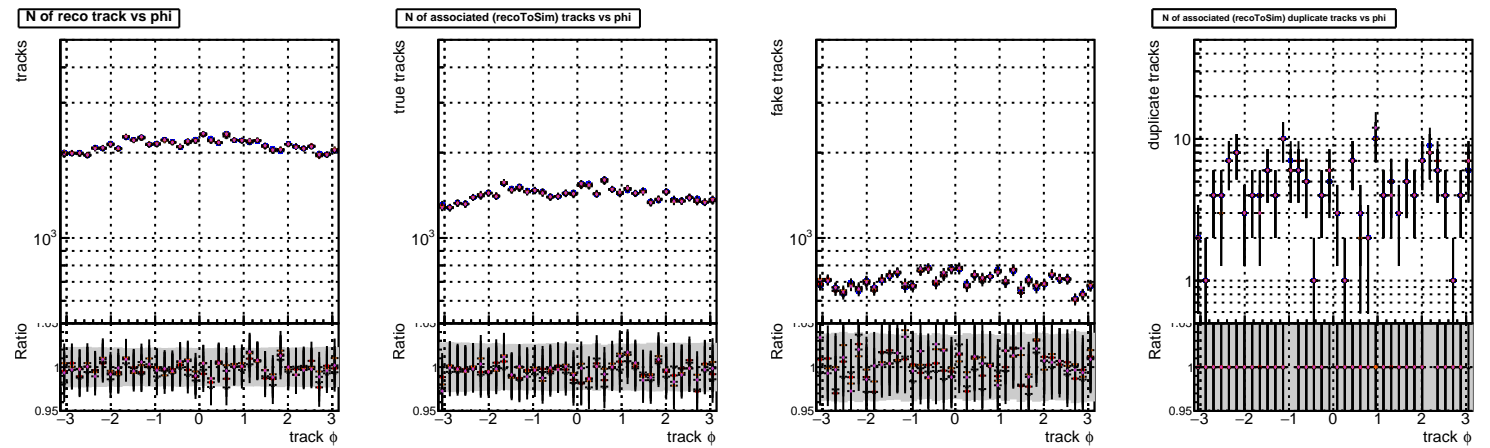 N of reco track vs phi
tracks
10³
Ratio
1.05
1
0.95
−3 −2 −1 0 1 2 3
track ϕ
N of associated (recoToSim) tracks vs phi
true tracks
10³
Ratio
1.05
1
0.95
−3 −2 −1 0 1 2 3
track ϕ
fake tracks
10³
Ratio
1.05
1
0.95
−3 −2 −1 0 1 2 3
track ϕ
N of associated (recoToSim) duplicate tracks vs phi
duplicate tracks
10
1
Ratio
1.05
1
0.95
−3 −2 −1 0 1 2 3
track ϕ